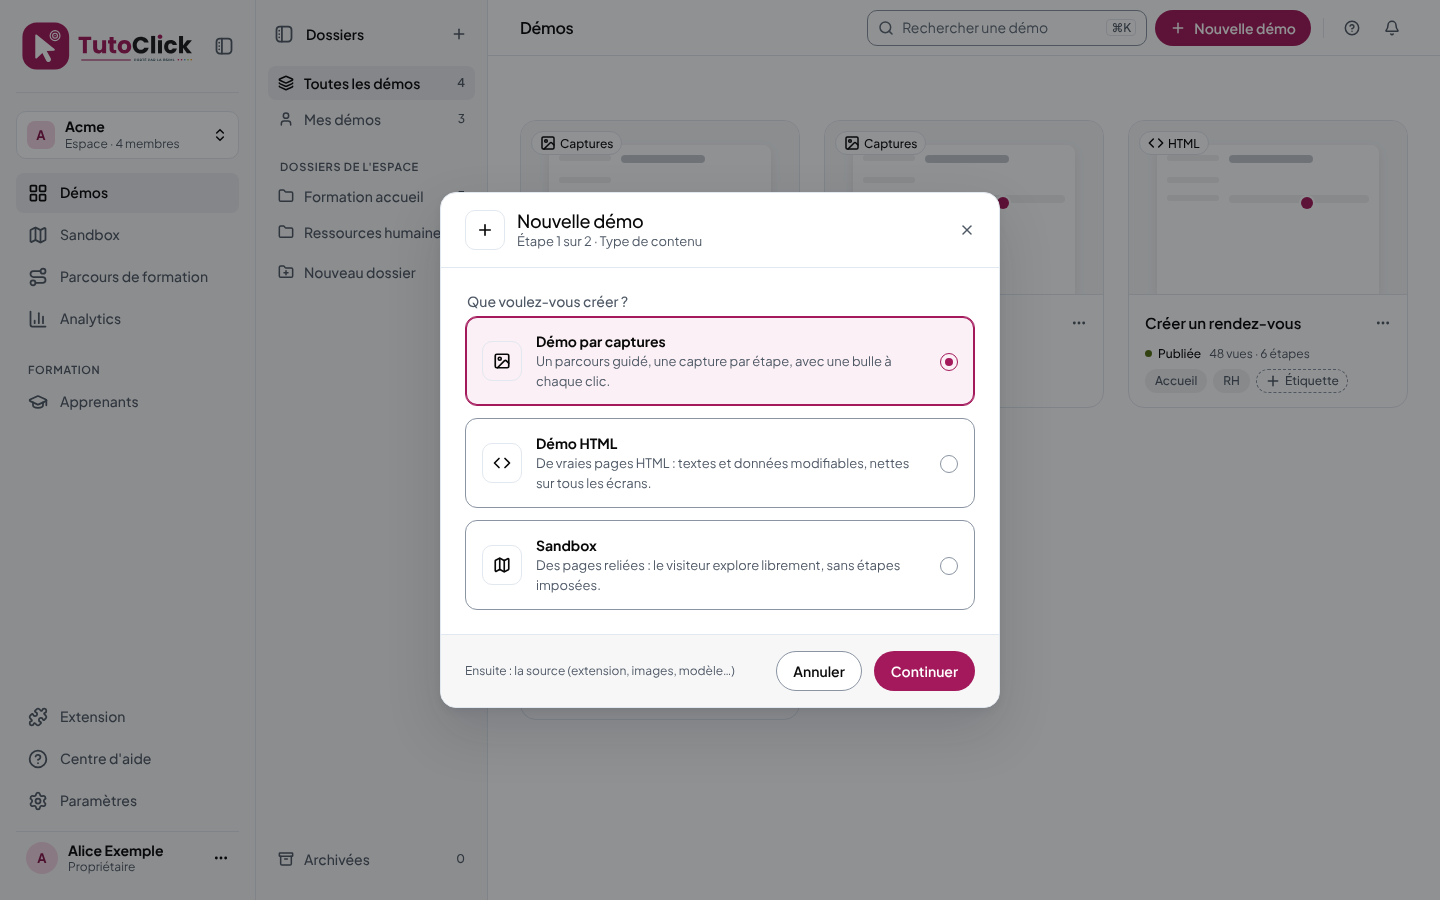 TutoClick
Dossiers
Démos
Rechercher une démo
⌘K
Nouvelle démo
Acme
Espace · 4 membres
A
Démos
Sandbox
Parcours de formation
Analytics
FORMATION
Apprenants
Extension
Centre d'aide
Paramètres
A
Alice Exemple
Propriétaire
Toutes les démos
4
Mes démos
3
DOSSIERS DE L'ESPACE
Formation accueil
Ressources humaine
Nouveau dossier
Archivées
0
Captures
Captures
HTML
Créer un rendez-vous
Publiée
48 vues · 6 étapes
Accueil
RH
Étiquette
Nouvelle démo
Étape 1 sur 2 · Type de contenu
Que voulez-vous créer ?
Démo par captures
Un parcours guidé, une capture par étape, avec une bulle à
chaque clic.
Démo HTML
De vraies pages HTML : textes et données modifiables, nettes
sur tous les écrans.
Sandbox
Des pages reliées : le visiteur explore librement, sans étapes
imposées.
Ensuite : la source (extension, images, modèle…)
Annuler
Continuer